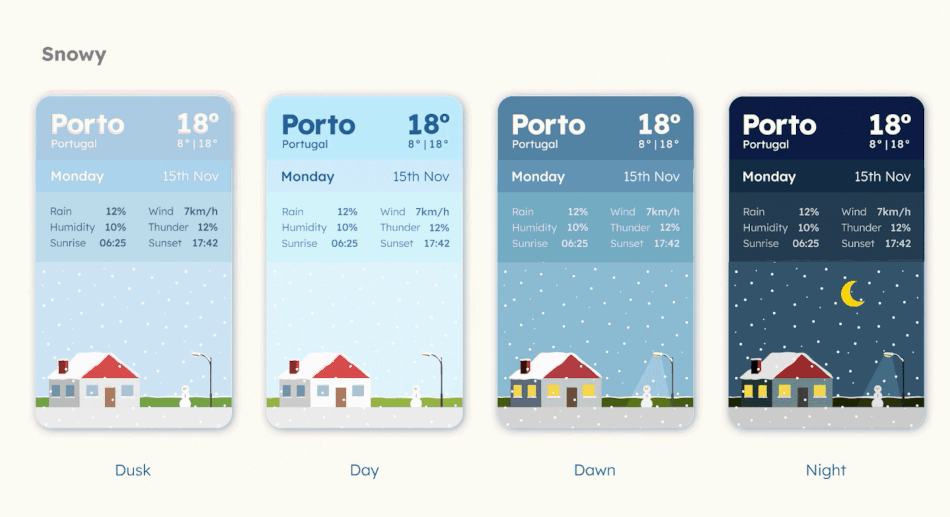 Snowy
Porto 18º
Portugal 8º | 18º
Monday 15th Nov
Rain 12% Wind 7km/h
Humidity 10% Thunder 12%
Sunrise 06:25 Sunset 17:42
Dusk
Porto 18º
Portugal 8º | 18º
Monday 15th Nov
Rain 12% Wind 7km/h
Humidity 10% Thunder 12%
Sunrise 06:25 Sunset 17:42
Day
Porto 18º
Portugal 8º | 18º
Monday 15th Nov
Rain 12% Wind 7km/h
Humidity 10% Thunder 12%
Sunrise 06:25 Sunset 17:42
Dawn
Porto 18º
Portugal 8º | 18º
Monday 15th Nov
Rain 12% Wind 7km/h
Humidity 10% Thunder 12%
Sunrise 06:25 Sunset 17:42
Night